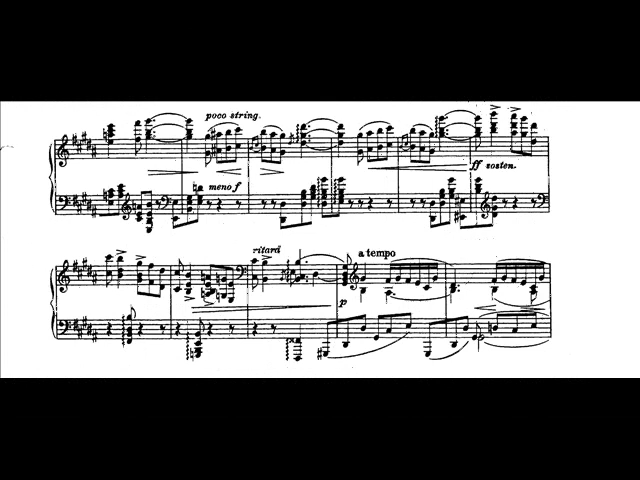 poco string.
meno f
ff sosten.
ritard
a tempo
p